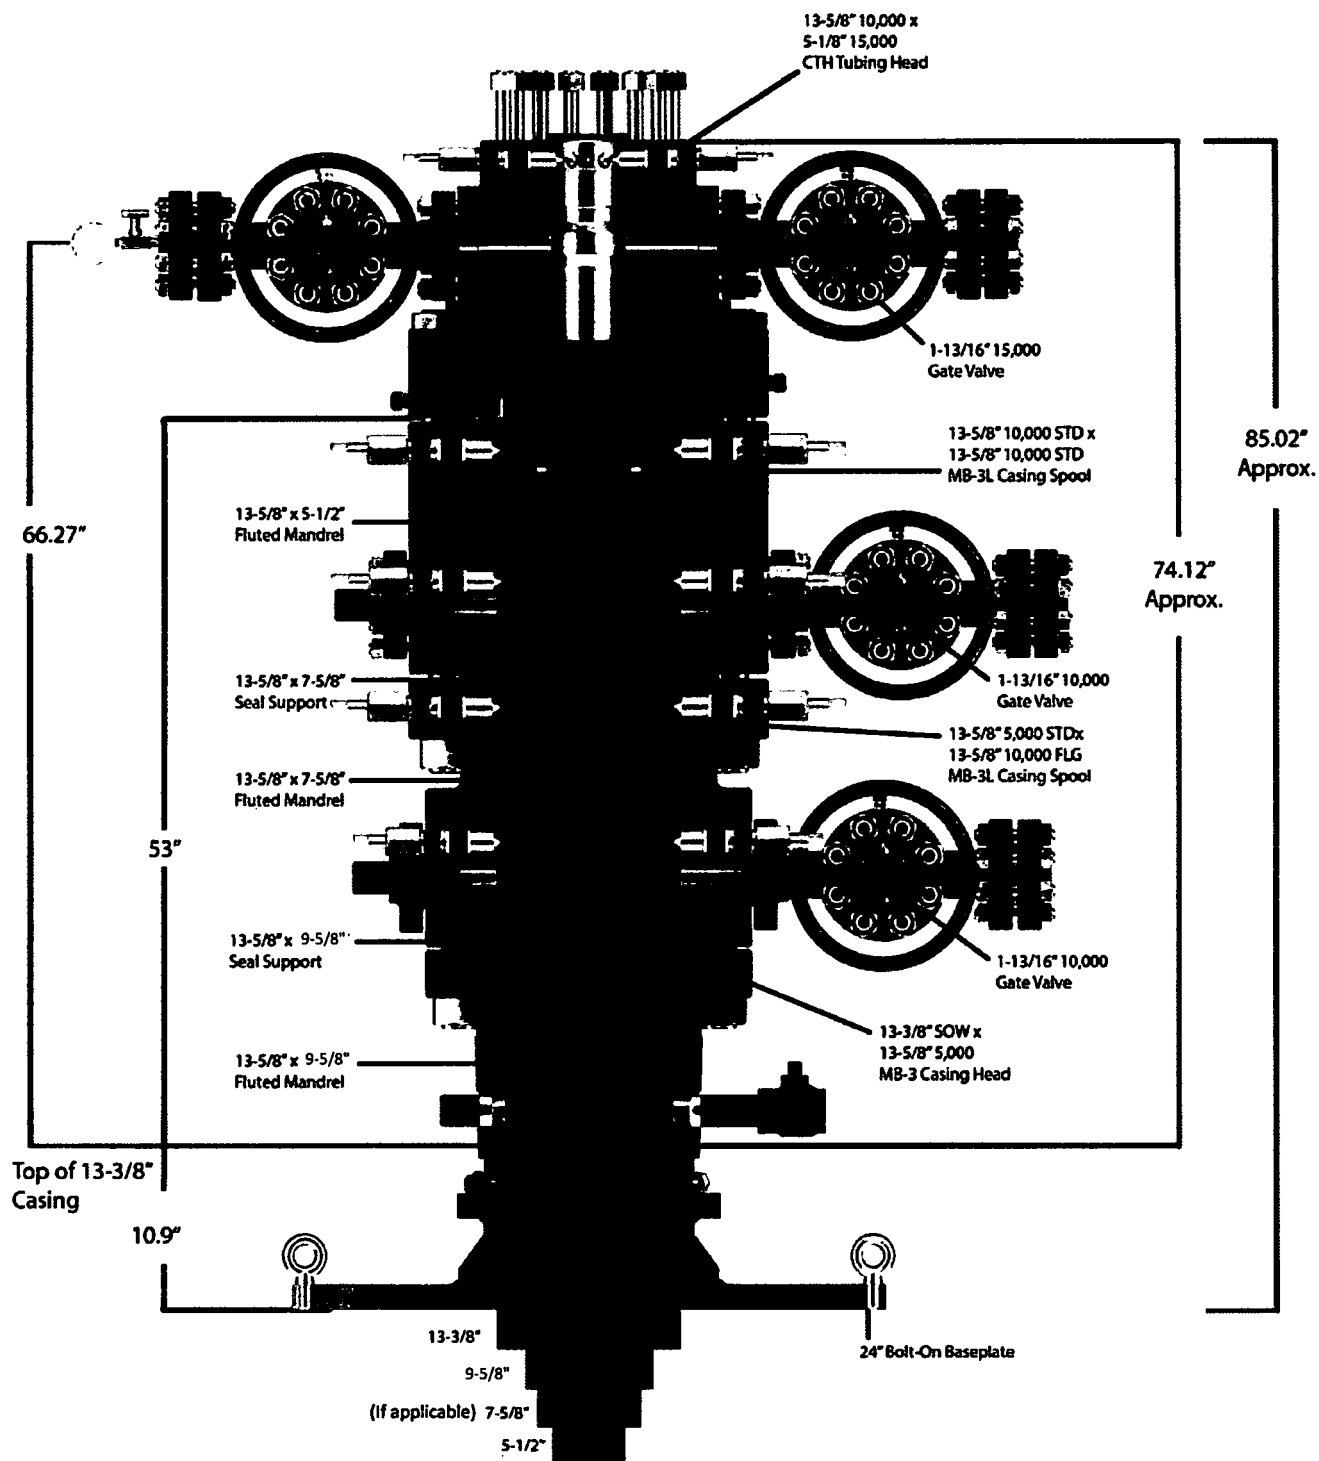 13-5/8" 10,000 x
5-1/8" 15,000
CTH Tubing Head
1-13/16" 15,000
Gate Valve
13-5/8" 10,000 STD x
13-5/8" 10,000 STD
MB-3L Casing Spool
85.02"
Approx.
66.27"
13-5/8" x 5-1/2"
Fluted Mandrel
74.12"
Approx.
13-5/8" x 7-5/8"
Seal Support
1-13/16" 10,000
Gate Valve
13-5/8" 5,000 STDx
13-5/8" 10,000 FLG
MB-3L Casing Spool
13-5/8" x 7-5/8"
Fluted Mandrel
53"
13-5/8" x 9-5/8"
Seal Support
1-13/16" 10,000
Gate Valve
13-3/8" SOW x
13-5/8" 5,000
MB-3 Casing Head
13-5/8" x 9-5/8"
Fluted Mandrel
Top of 13-3/8"
Casing
10.9"
13-3/8"
24" Bolt-On Baseplate
9-5/8"
(If applicable) 7-5/8"
5-1/2"